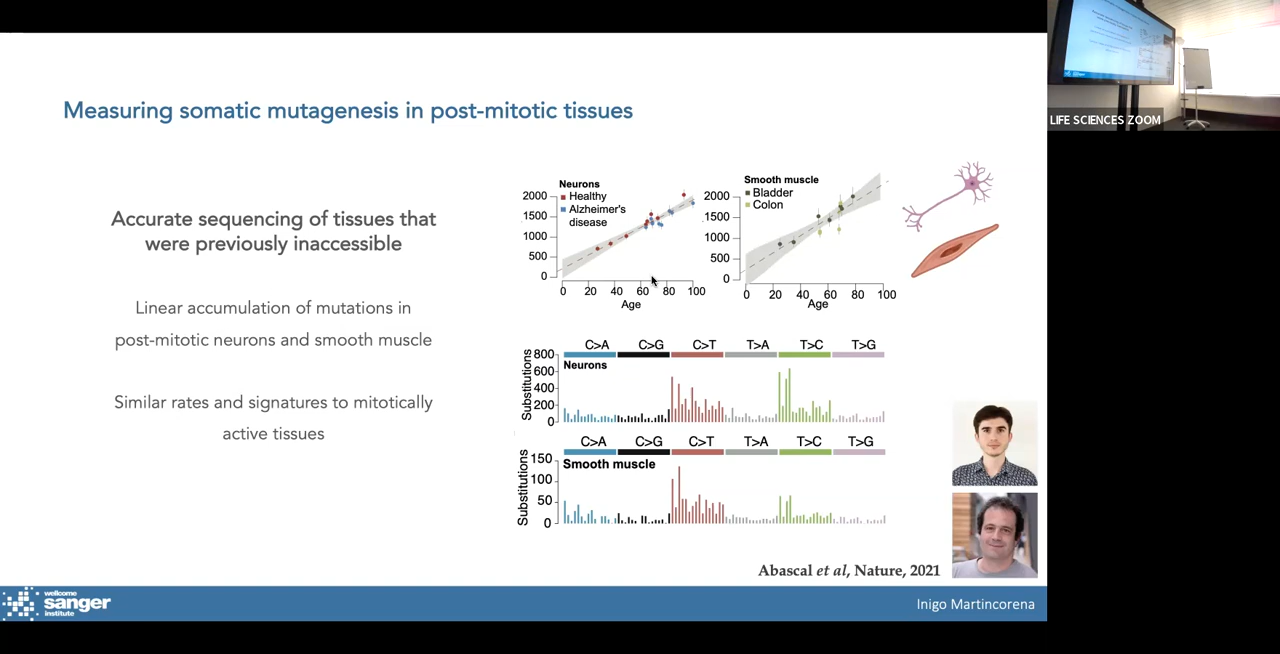 LIFE SCIENCES ZOOM
Measuring somatic mutagenesis in post-mitotic tissues
Accurate sequencing of tissues that
were previously inaccessible
Linear accumulation of mutations in
post-mitotic neurons and smooth muscle
Similar rates and signatures to mitotically
active tissues
Neurons
Healthy
Alzheimer's
disease
2000
1500
1000
500
0
0 20 40 60 80 100
Age
Smooth muscle
Bladder
Colon
2000
1500
1000
500
0
0 20 40 60 80 100
Age
C>A C>G C>T T>A T>C T>G
Neurons
Substitutions
800
600
400
200
0
C>A C>G C>T T>A T>C T>G
Smooth muscle
Substitutions
150
100
50
0
Abascal et al, Nature, 2021
wellcome
sanger
institute
Inigo Martincorena